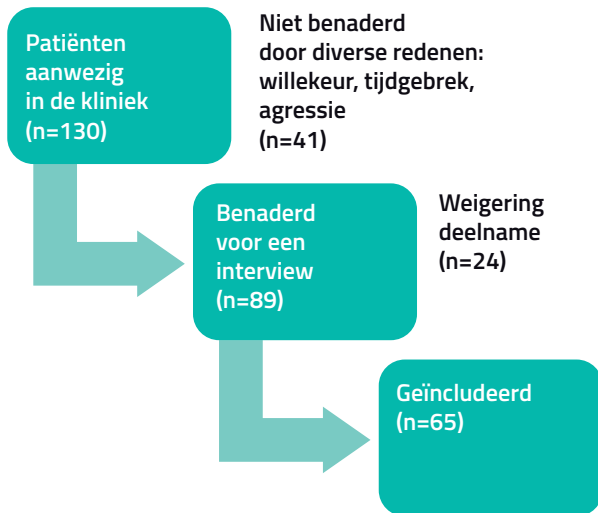 Patiënten
aanwezig
in de kliniek
(n=130)
Niet benaderd
door diverse redenen:
willekeur, tijdgebrek,
agressie
(n=41)
Benaderd
voor een
interview
(n=89)
Weigering
deelname
(n=24)
Geïncludeerd
(n=65)